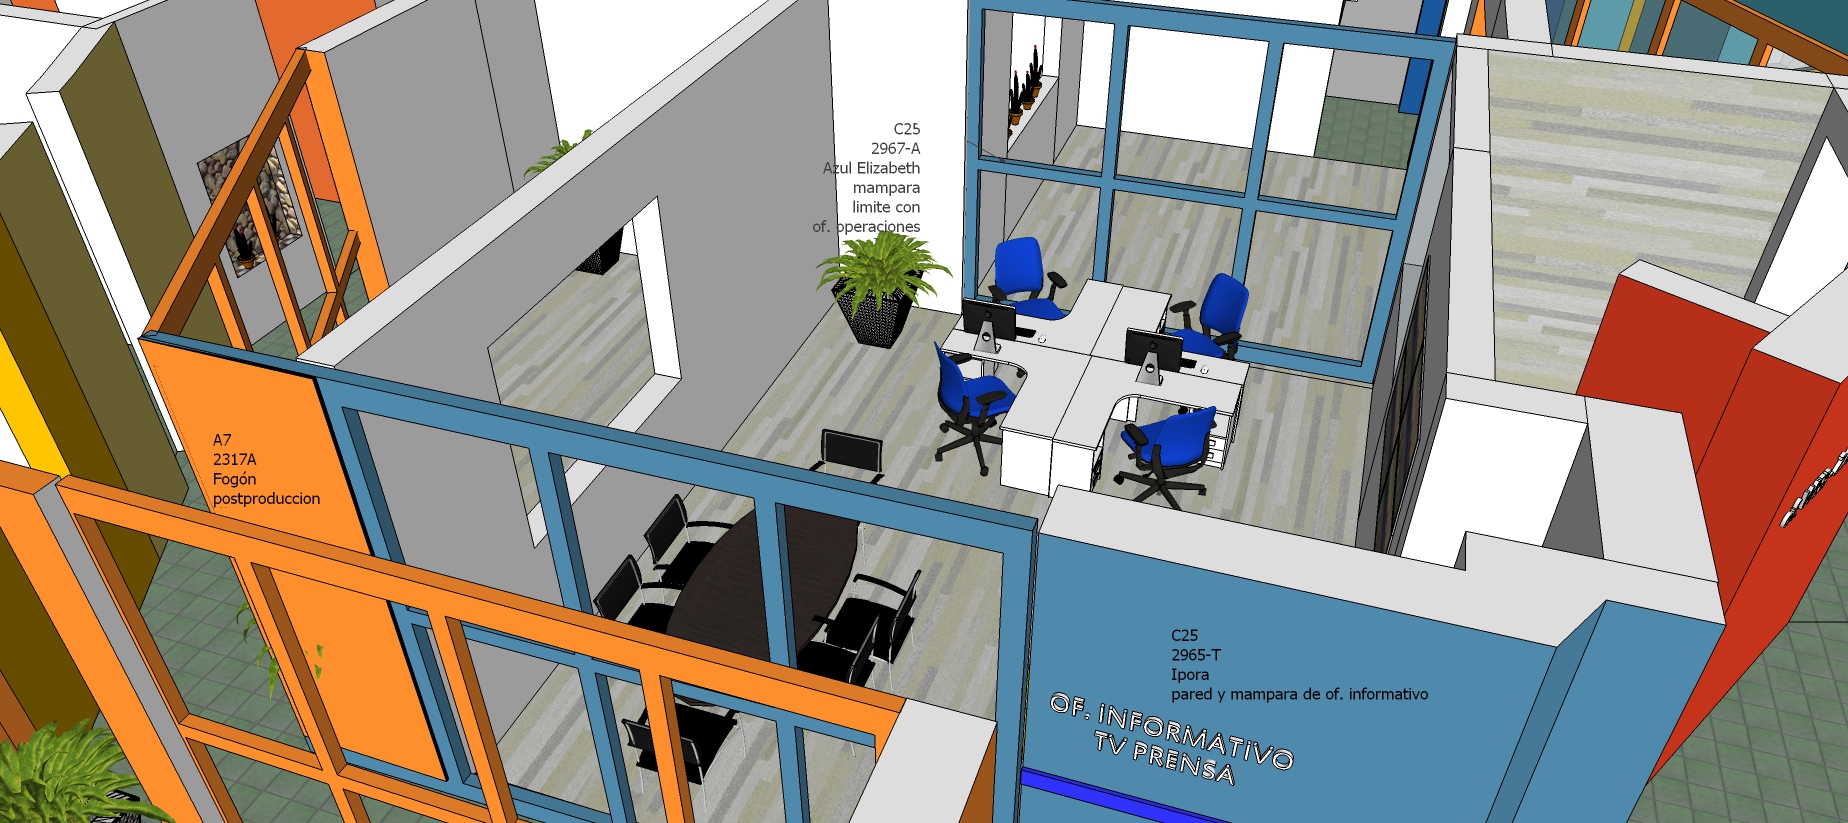 C25
2967-A
Azul Elizabeth
mampara
limite con
of. operaciones
A7
2317A
Fogón
postproduccion
C25
2965-T
Ipora
pared y mampara de of. informativo
OF. INFORMATIVO
TV PRENSA